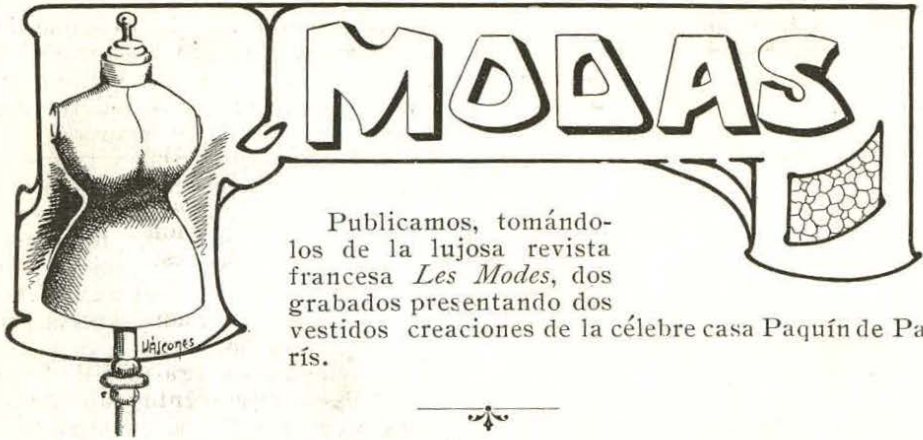 MODAS
Publicamos, tomándo-
los de la lujosa revista
francesa Les Modes, dos
grabados presentando dos
vestidos creaciones de la célebre casa Paquín de Pa
rís.
Váscones